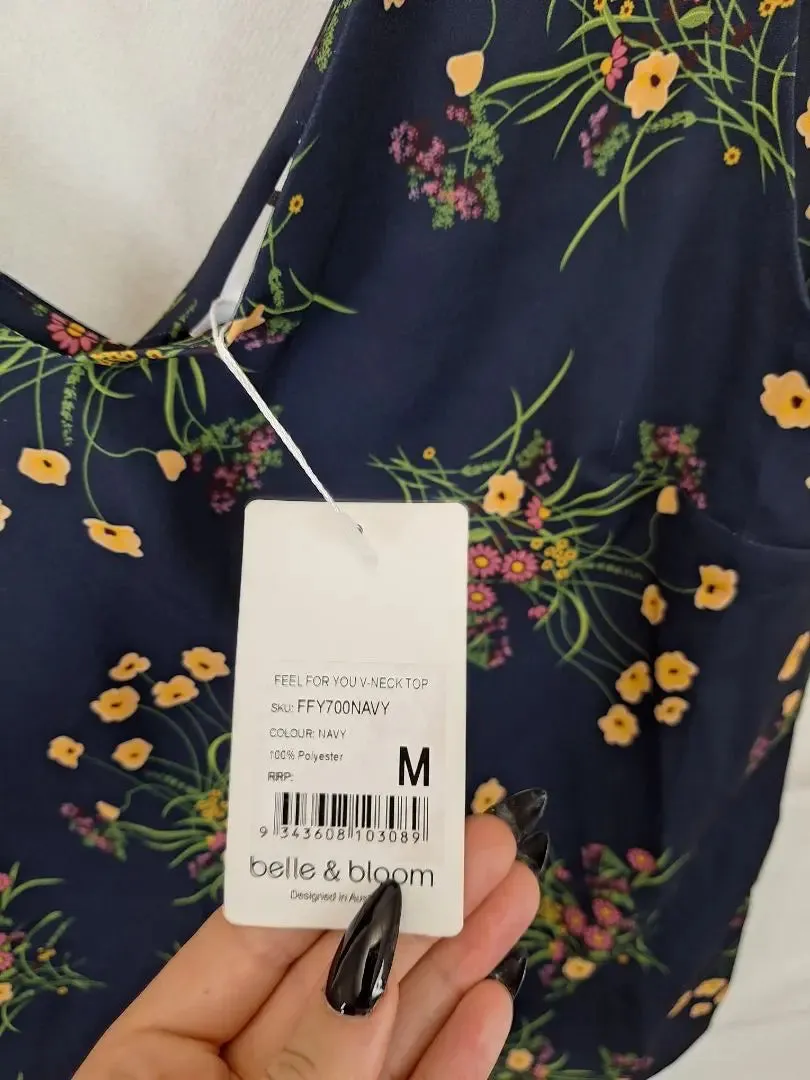 FEEL FOR YOU V-NECK TOP
SKU: FFY700NAVY
COLOUR: NAVY
100% Polyester
RRP:
M
9 343608 103089
belle & bloom
Designed in